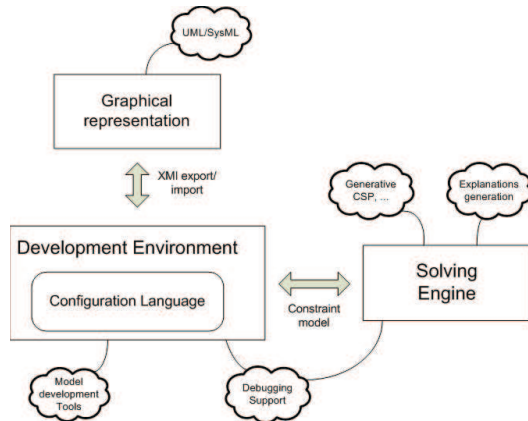 UML/SysML
Graphical
representation
XMI export/
import
Generative
CSP, ...
Explanations
generation
Development Environment
Configuration Language
Constraint
model
Solving
Engine
Model
development
Tools
Debugging
Support